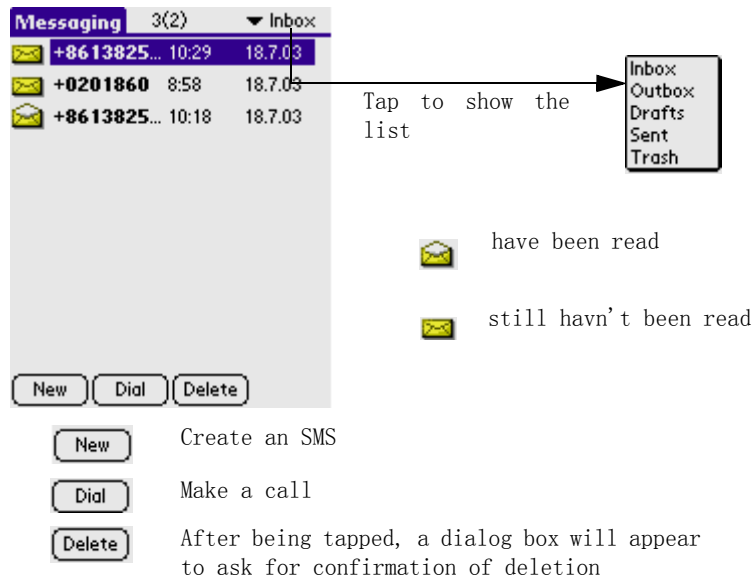 Messaging 3(2) Inbox
+8613825... 10:29 18.7.03
+0201860 8:58 18.7.03
+8613825... 10:18 18.7.03
Tap to show the
list
Inbox
Outbox
Drafts
Sent
Trash
have been read
still havn't been read
New Dial Delete
New Create an SMS
Dial Make a call
Delete After being tapped, a dialog box will appear
to ask for confirmation of deletion